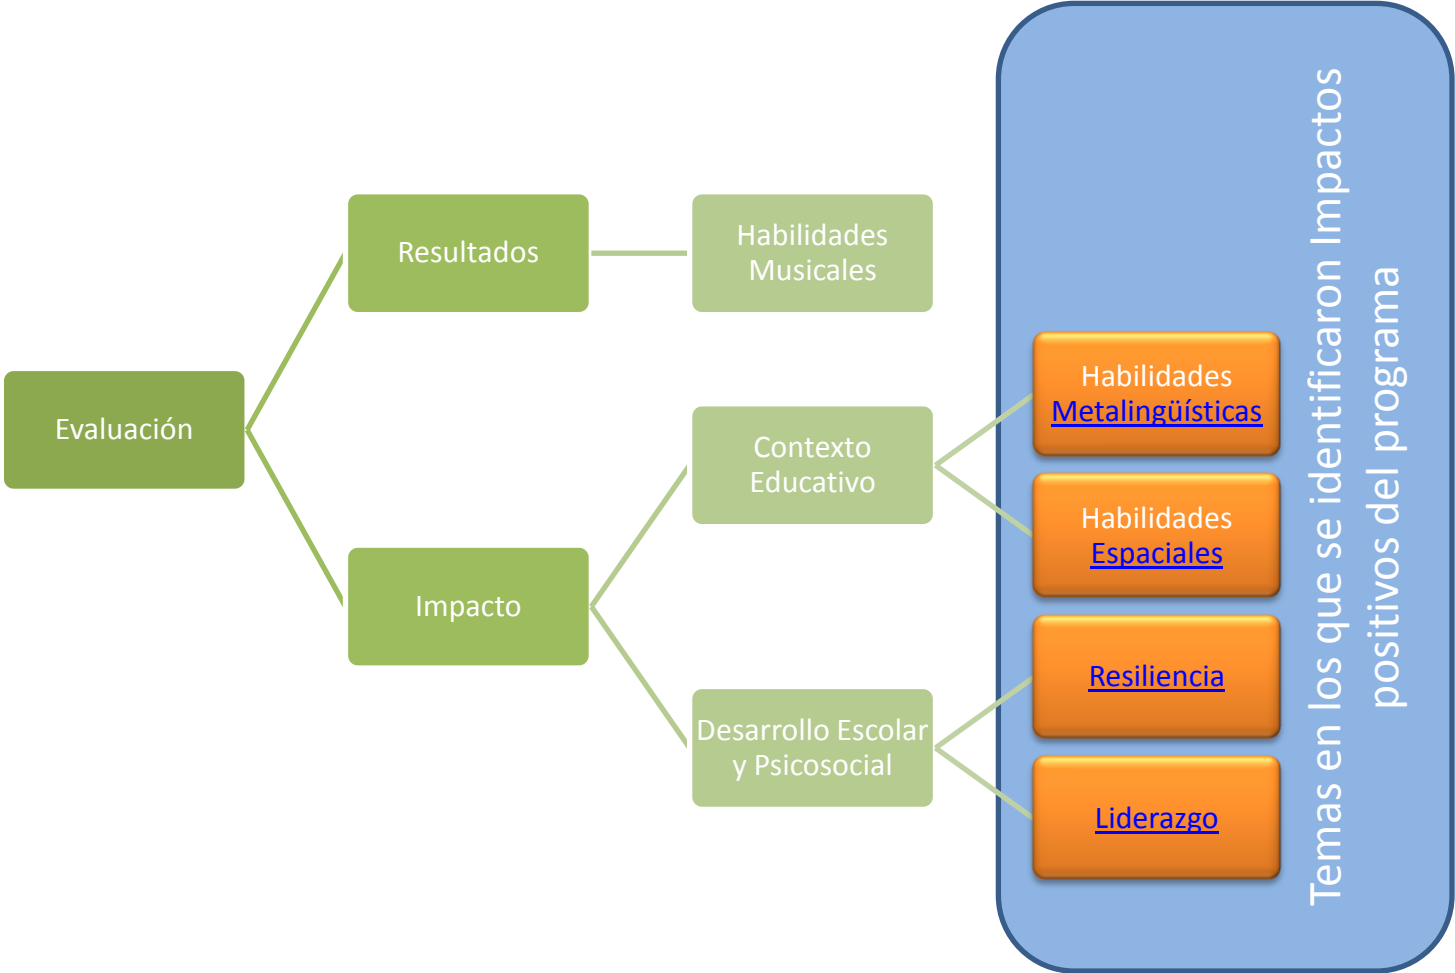 Evaluación
Resultados
Habilidades
Musicales
Impacto
Contexto
Educativo
Desarrollo Escolar
y Psicosocial
Habilidades
Metalingüísticas
Habilidades
Espaciales
Resiliencia
Liderazgo
Temas en los que se identificaron Impactos
positivos del programa